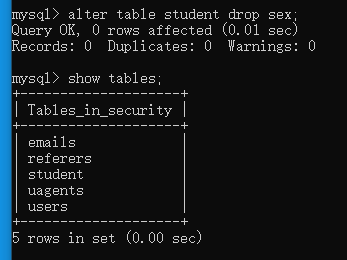 mysql> alter table student drop sex;
Query OK, 0 rows affected (0.01 sec)
Records: 0  Duplicates: 0  Warnings: 0

mysql> show tables;
+--------------------+
| Tables_in_security |
+--------------------+
| emails             |
| referers           |
| student            |
| uagents            |
| users              |
+--------------------+
5 rows in set (0.00 sec)